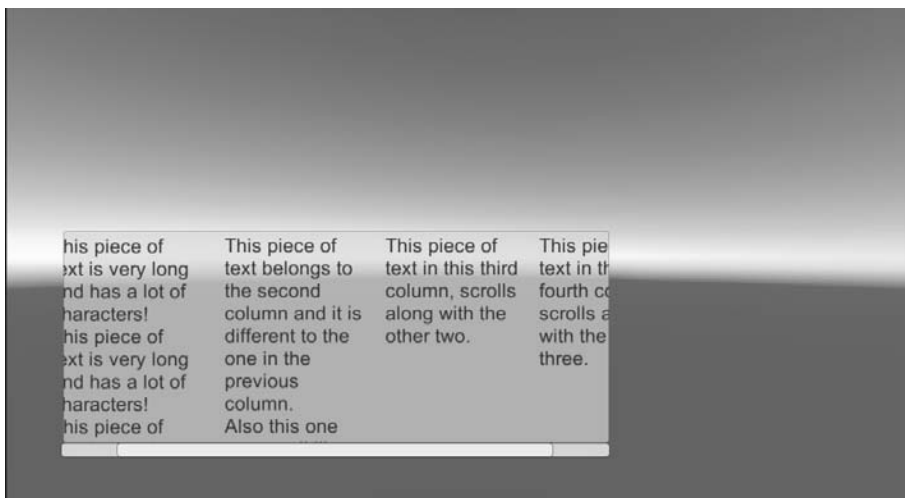 his piece of
ext is very long
nd has a lot of
haracters!
his piece of
ext is very long
nd has a lot of
haracters!
his piece of
This piece of
text belongs to
the second
column and it is
different to the
one in the
previous
column.
Also this one
This piece of
text in this third
column, scrolls
along with the
other two.
This pie
text in th
fourth co
scrolls a
with the
three.